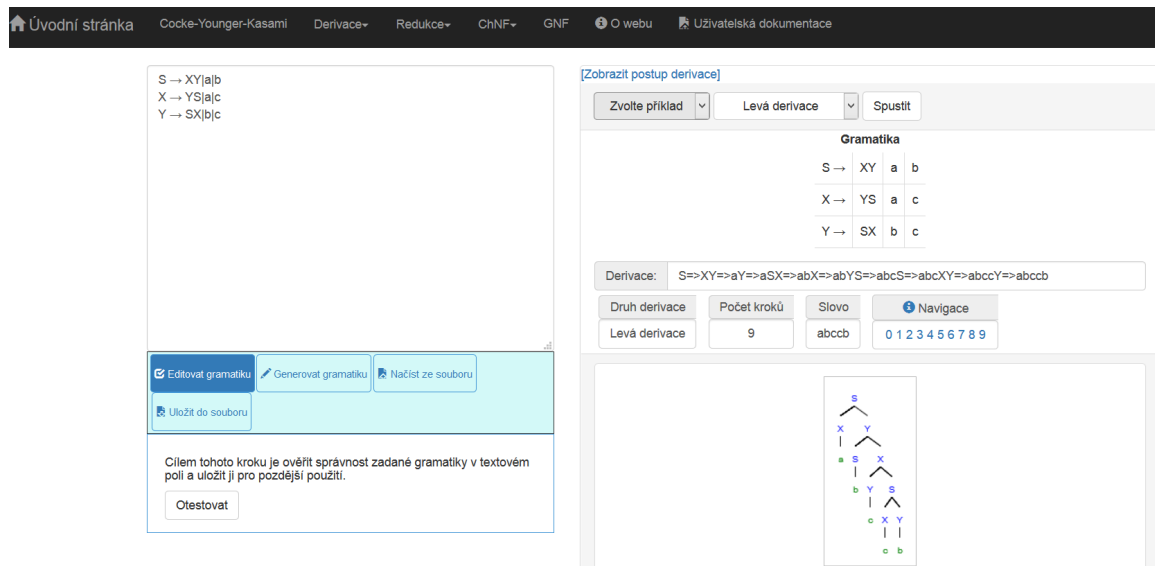 Úvodní stránka Cocke-Younger-Kasami Derivace Redukce ChNF GNF O webu Uživatelská dokumentace
S → XY|a|b
X → YS|a|c
Y → SX|b|c
Editovat gramatiku Generovat gramatiku Načíst ze souboru
Uložit do souboru
Cílem tohoto kroku je ověřit správnost zadané gramatiky v textovém
poli a uložit ji pro pozdější použití.
Otestovat
[Zobrazit postup derivace]
Zvolte příklad Levá derivace Spustit
Gramatika
S → XY a b
X → YS a c
Y → SX b c
Derivace: S=>XY=>aY=>aSX=>abX=>abYS=>abcS=>abcXY=>abccY=>abccb
Druh derivace Počet kroků Slovo Navigace
Levá derivace 9 abccb 0 1 2 3 4 5 6 7 8 9
S
X Y
a S X
b Y S
c X Y
c b